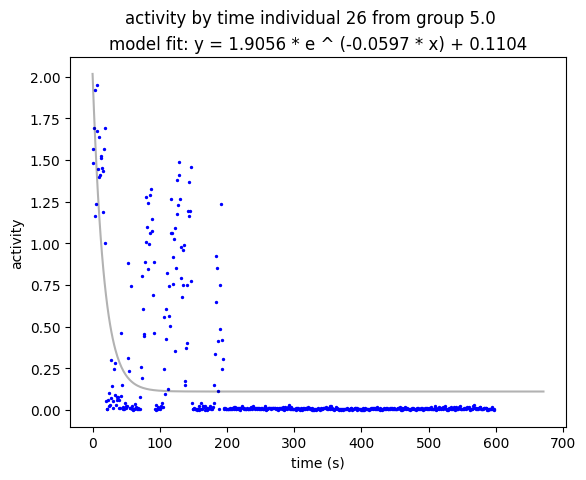 activity by time individual 26 from group 5.0
model fit: y = 1.9056 * e ^ (-0.0597 * x) + 0.1104
2.00
1.75
1.50
1.25
1.00
0.75
0.50
0.25
0.00
activity
0 100 200 300 400 500 600 700
time (s)